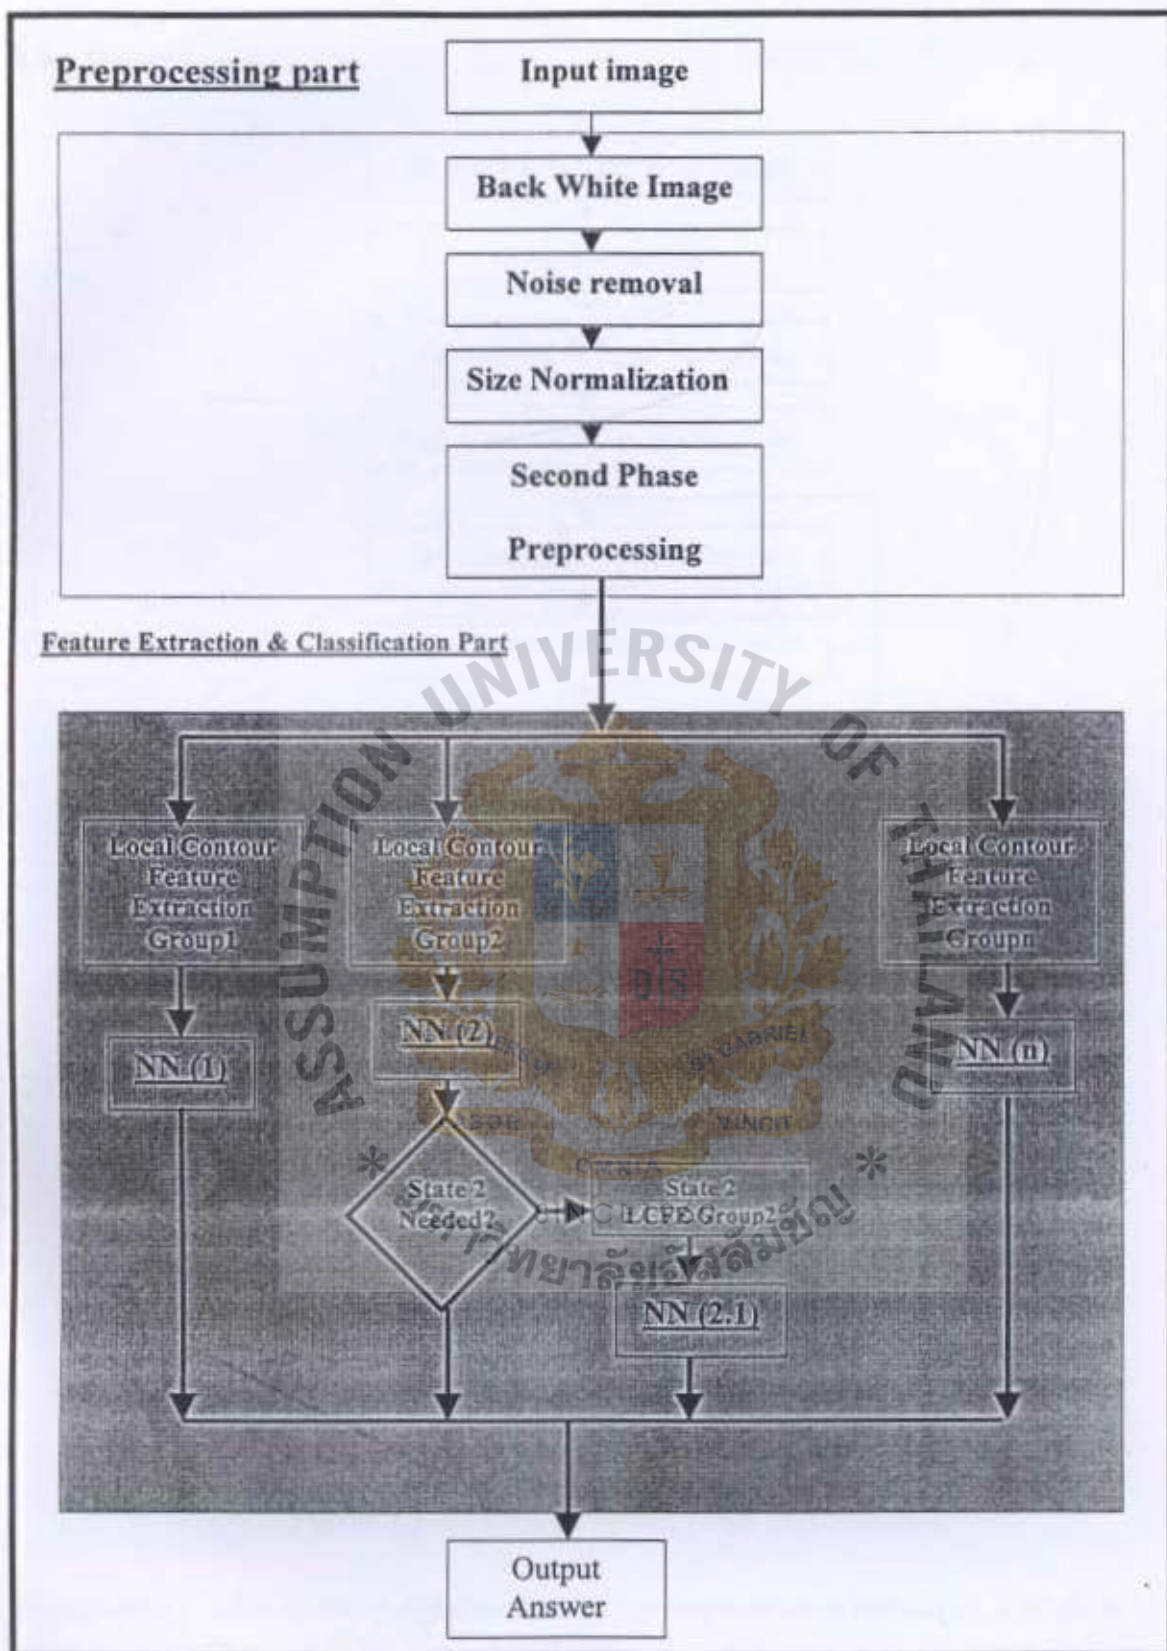 Preprocessing part
Input image
Back White Image
Noise removal
Size Normalization
Second Phase
Preprocessing
Feature Extraction & Classification Part
ASSUMPTION UNIVERSITY OF THAILAND
Local Contour
Feature
Extraction
Group1
Local Contour
Feature
Extraction
Group2
Local Contour
Feature
Extraction
Groupn
D S
NN (1)
NN (2)
NN (n)
ST GABRIEL
VINCIT
OMNIA
State 2
Needed?
State 2
LCFE Group2
NN (2.1)
Output
Answer